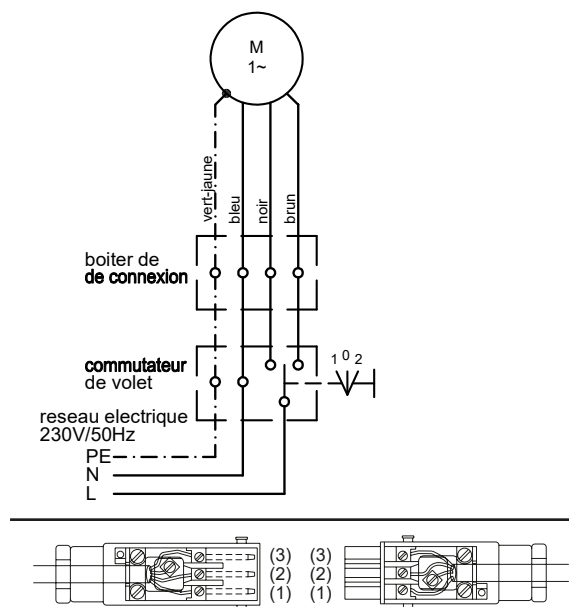 M
1~
vert-jaune
bleu
noir
brun
boiter de
de connexion
commutateur
de volet
1 0 2
reseau electrique
230V/50Hz
PE
N
L
(3) (3)
(2) (2)
(1) (1)